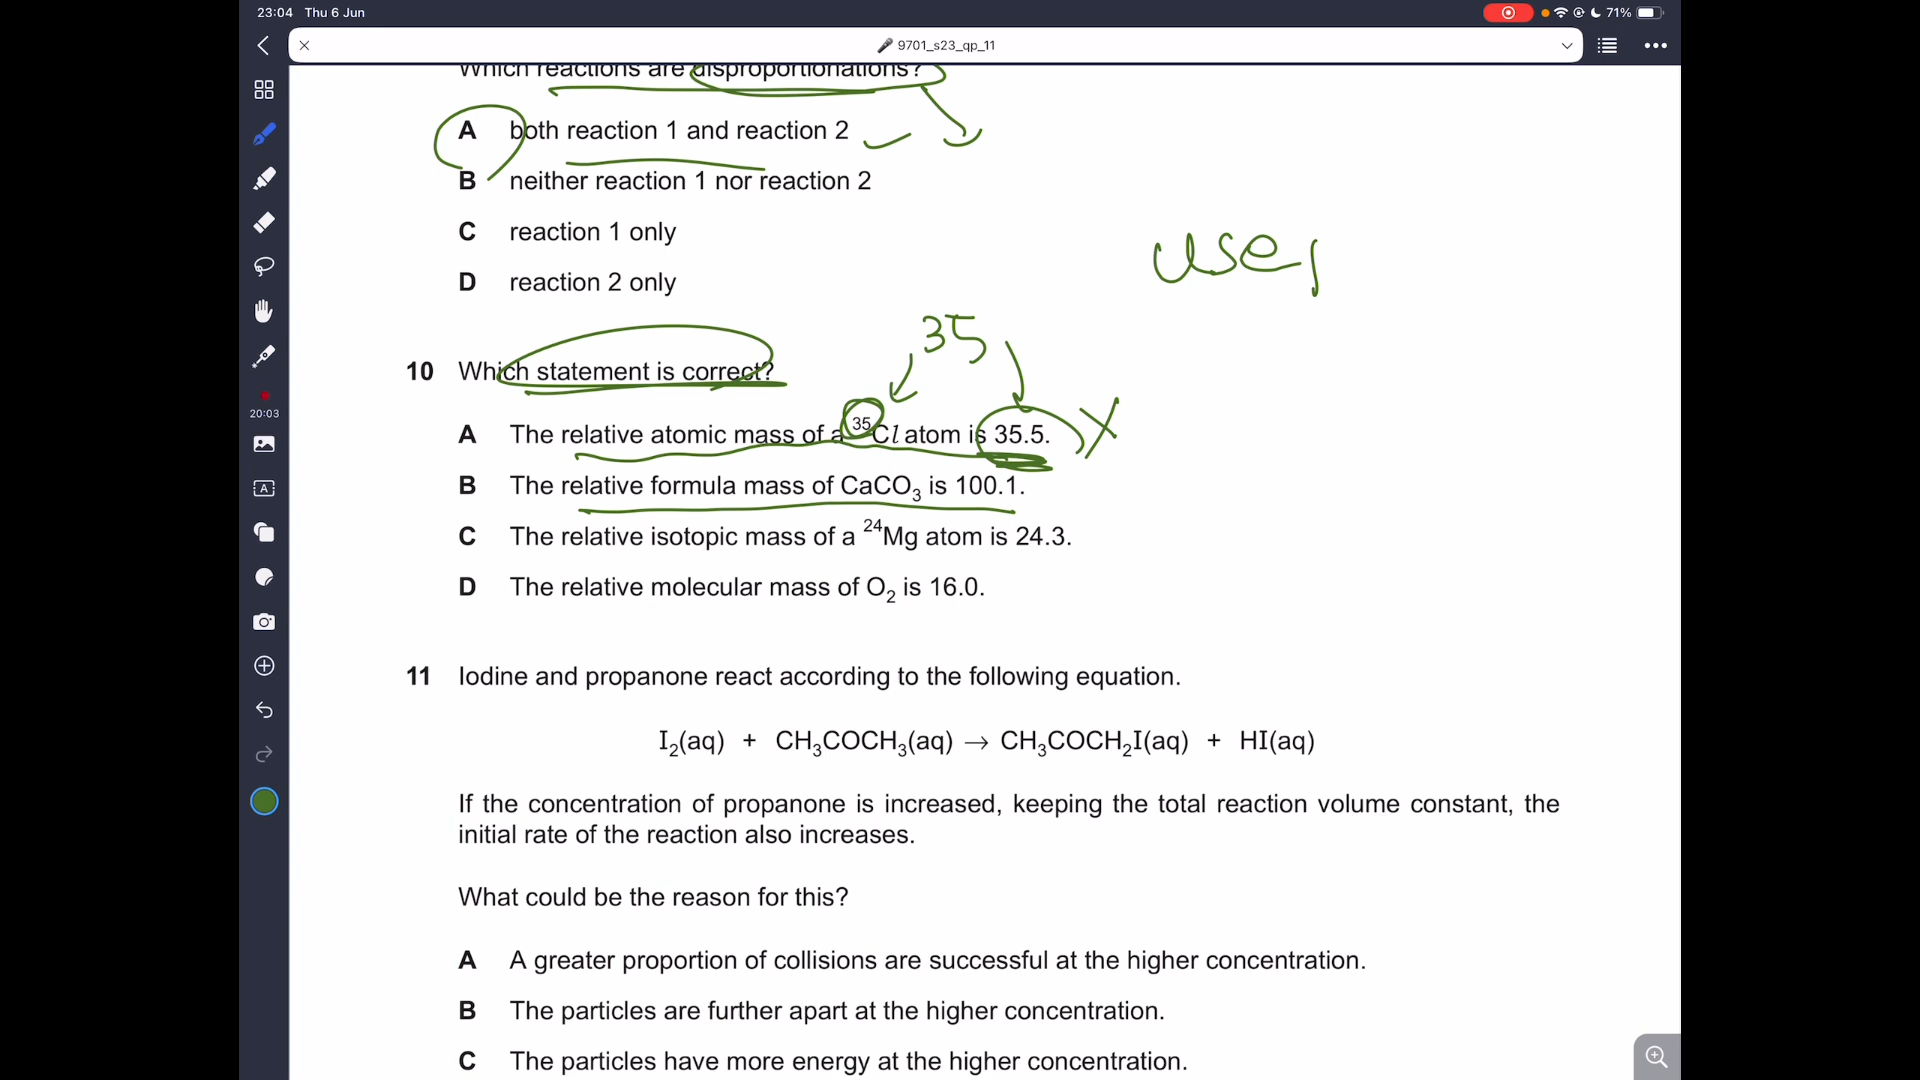 23:04 Thu 6 Jun
71%
9701_s23_qp_11
Which reactions are disproportionations?
A both reaction 1 and reaction 2
B neither reaction 1 nor reaction 2
C reaction 1 only
D reaction 2 only
use,
35
10 Which statement is correct?
A The relative atomic mass of a ³⁵Cl atom is 35.5. X
B The relative formula mass of CaCO₃ is 100.1.
C The relative isotopic mass of a ²⁴Mg atom is 24.3.
D The relative molecular mass of O₂ is 16.0.
20:03
11 Iodine and propanone react according to the following equation.
I₂(aq) + CH₃COCH₃(aq) → CH₃COCH₂I(aq) + HI(aq)
If the concentration of propanone is increased, keeping the total reaction volume constant, the
initial rate of the reaction also increases.
What could be the reason for this?
A A greater proportion of collisions are successful at the higher concentration.
B The particles are further apart at the higher concentration.
C The particles have more energy at the higher concentration.